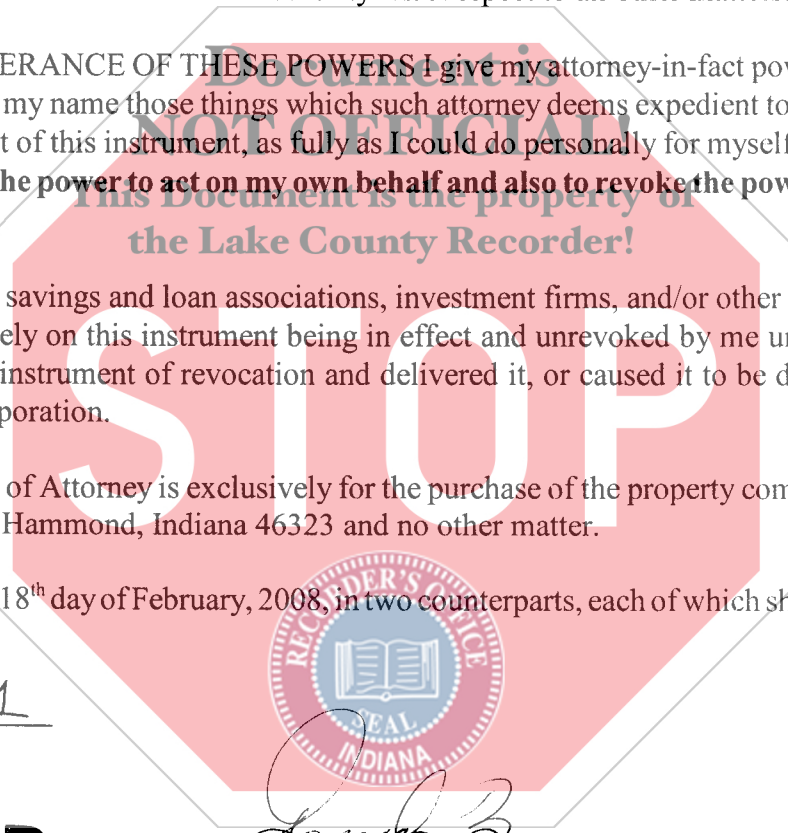 Document is
ERANCE OF THESE POWERS I give my attorney-in-fact pow
my name those things which such attorney deems expedient to
NOT OFFICIAL!
t of this instrument, as fully as I could do personally for myself
he power to act on my own behalf and also to revoke the pow
This Document is the property of
the Lake County Recorder!
savings and loan associations, investment firms, and/or other
ely on this instrument being in effect and unrevoked by me un
instrument of revocation and delivered it, or caused it to be d
poration.
STOP
of Attorney is exclusively for the purchase of the property com
Hammond, Indiana 46323 and no other matter.
18th day of February, 2008, in two counterparts, each of which sh
RECORDER'S OFFICE
SEAL
INDIANA